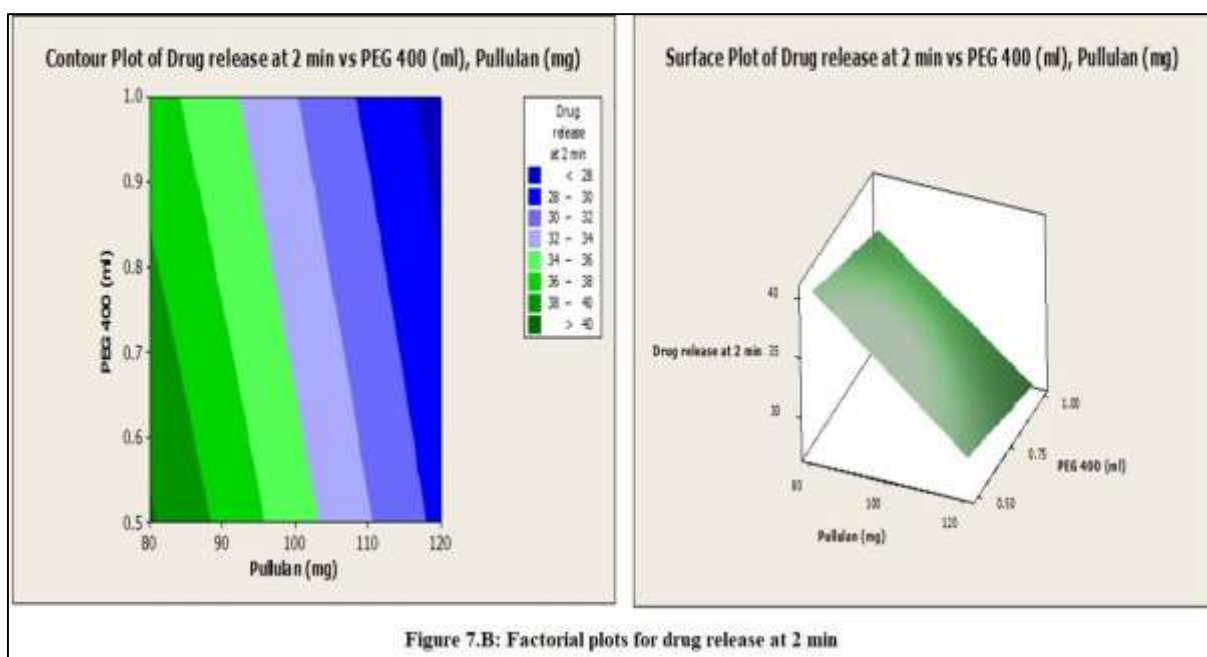 Contour Plot of Drug release at 2 min vs PEG 400 (ml), Pullulan (mg)
1.0
0.9
0.8
0.7
0.6
0.5
PEG 400 (ml)
80 90 100 110 120
Pullulan (mg)
Drug
release
at 2 min
< 28
28 - 30
30 - 32
32 - 34
34 - 36
36 - 38
38 - 40
> 40
Surface Plot of Drug release at 2 min vs PEG 400 (ml), Pullulan (mg)
40
Drug release at 2 min 35
30
80
100
120
Pullulan (mg)
0.50
0.75
1.00
PEG 400 (ml)
Figure 7.B: Factorial plots for drug release at 2 min